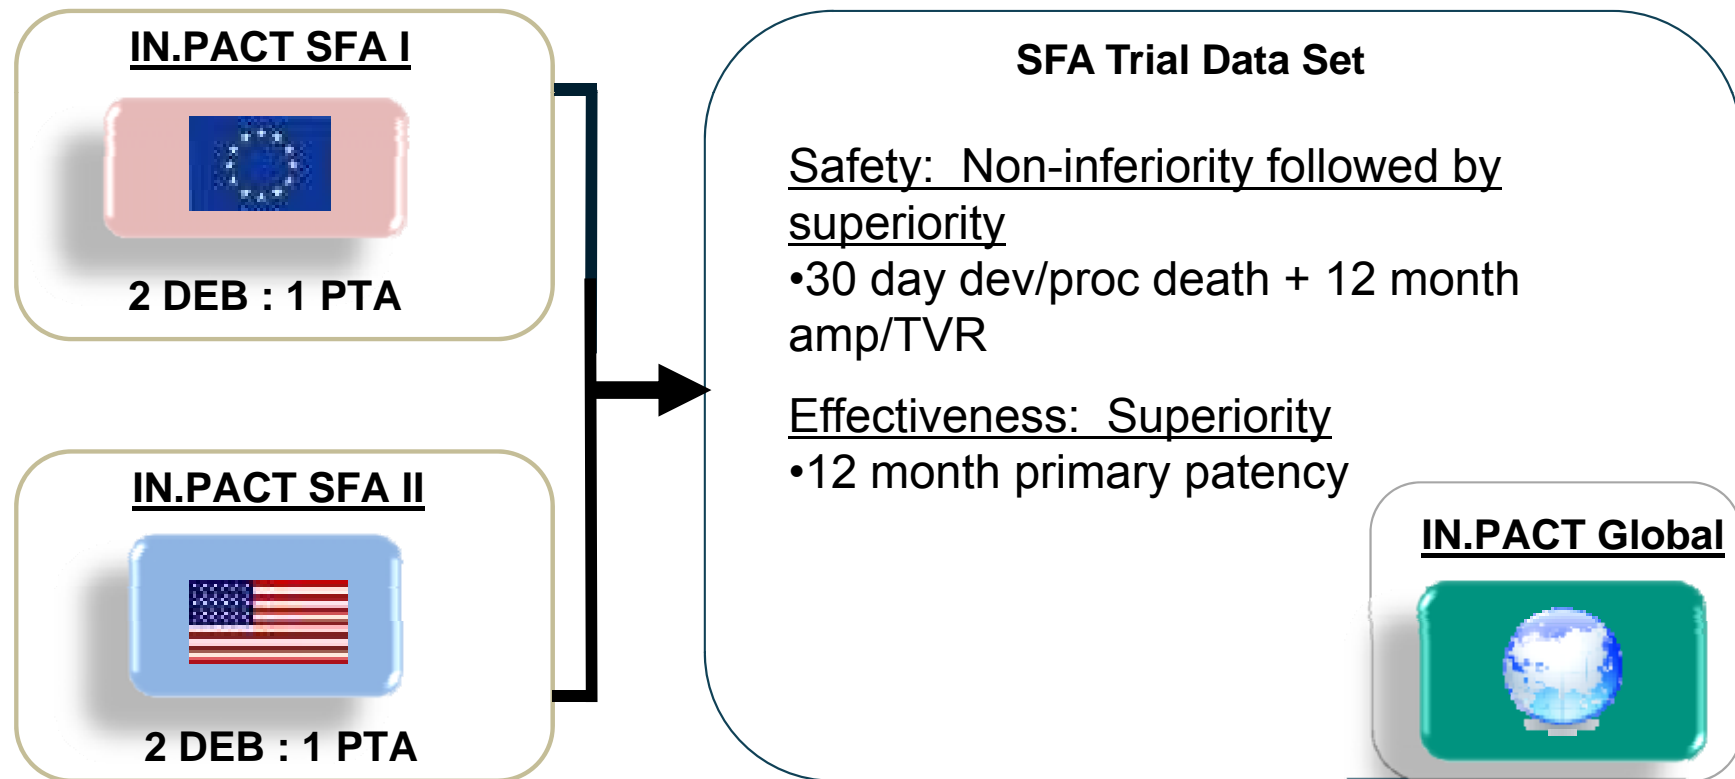 IN.PACT SFA I
2 DEB : 1 PTA
IN.PACT SFA II
2 DEB : 1 PTA
SFA Trial Data Set
Safety:  Non-inferiority followed by
superiority
•30 day dev/proc death + 12 month
amp/TVR
Effectiveness:  Superiority
•12 month primary patency
IN.PACT Global